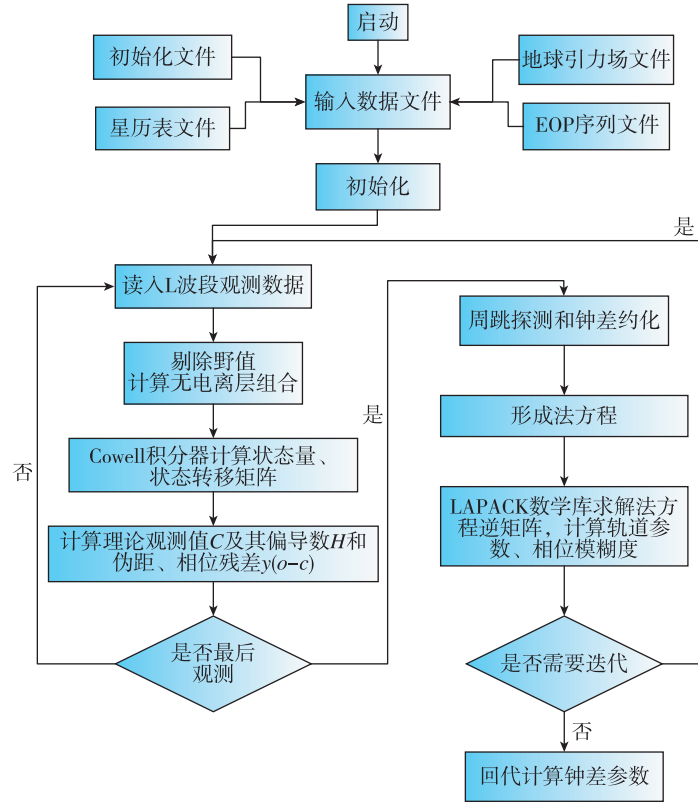 启动
初始化文件
星历表文件
输入数据文件
地球引力场文件
EOP序列文件
初始化
是
读入L波段观测数据
剔除野值
计算无电离层组合
Cowell积分器计算状态量、
状态转移矩阵
计算理论观测值C及其偏导数H和
伪距、相位残差y(o-c)
是否最后
观测
否
是
周跳探测和钟差约化
形成法方程
LAPACK数学库求解法方
程逆矩阵，计算轨道参
数、相位模糊度
是否需要迭代
否
回代计算钟差参数